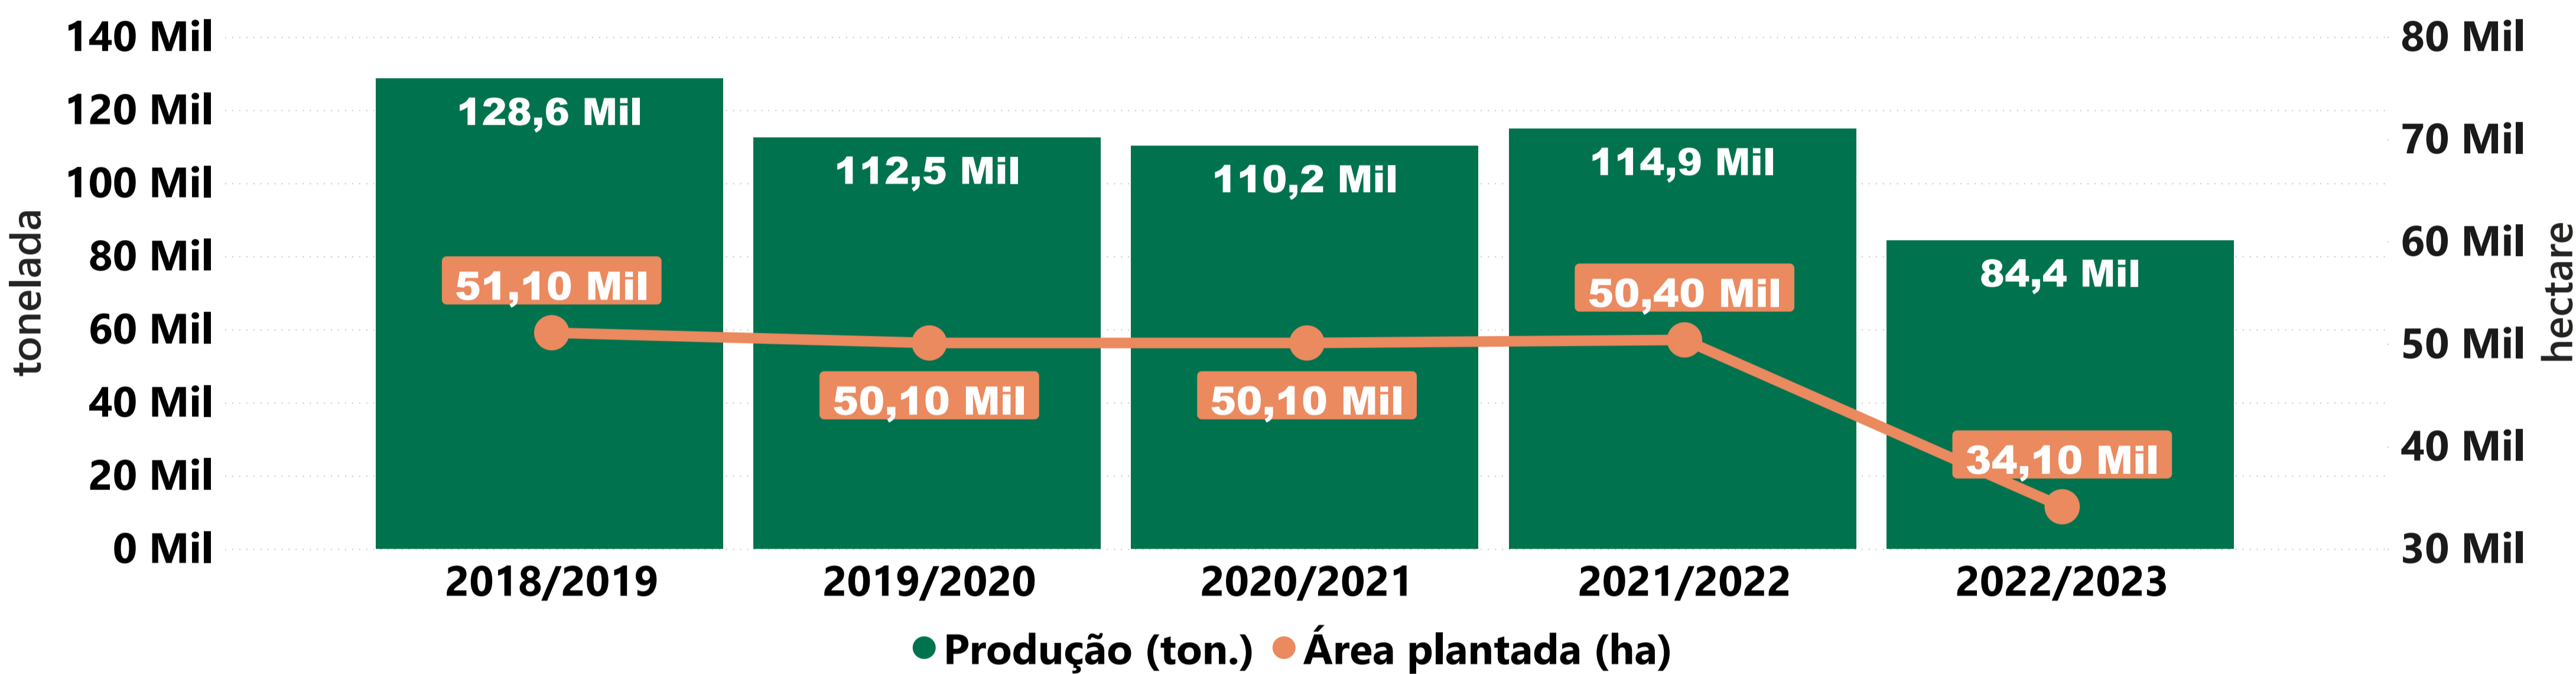 140 Mil
120 Mil
100 Mil
80 Mil
60 Mil
40 Mil
20 Mil
0 Mil
tonelada
80 Mil
70 Mil
60 Mil
50 Mil
40 Mil
30 Mil
hectare
128,6 Mil
112,5 Mil
110,2 Mil
114,9 Mil
84,4 Mil
51,10 Mil
50,10 Mil
50,10 Mil
50,40 Mil
34,10 Mil
2018/2019
2019/2020
2020/2021
2021/2022
2022/2023
Produção (ton.) Área plantada (ha)